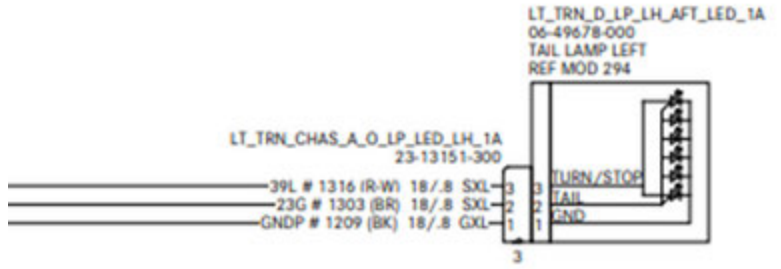 LT_TRN_D_LP_LH_AFT_LED_1A
06-49678-000
TAIL LAMP LEFT
REF MOD 294
LT_TRN_CHAS_A_O_LP_LED_LH_1A
23-13151-300
39L # 1316 (R-W) 18/.8 SXL 3 3 TURN/STOP
23G # 1303 (BR) 18/.8 SXL 2 2 TAIL
GNDP # 1209 (BK) 18/.8 GXL 1 1 GND
3